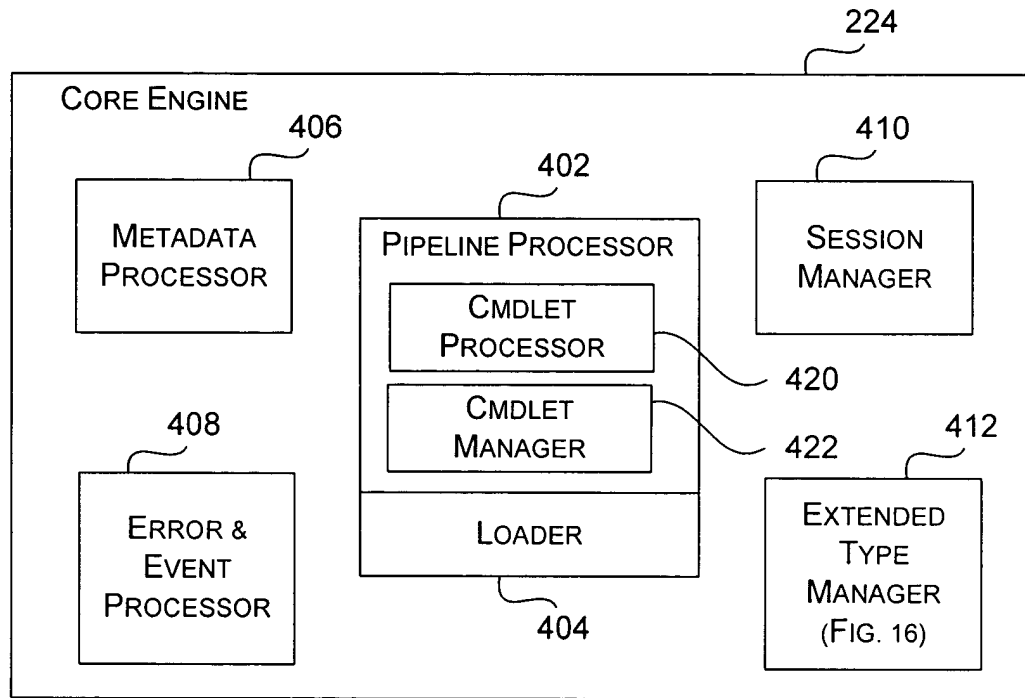 224
CORE ENGINE
406
METADATA
PROCESSOR
402
PIPELINE PROCESSOR
CMDLET
PROCESSOR
420
CMDLET
MANAGER
422
LOADER
404
410
SESSION
MANAGER
408
ERROR &
EVENT
PROCESSOR
412
EXTENDED
TYPE
MANAGER
(FIG. 16)